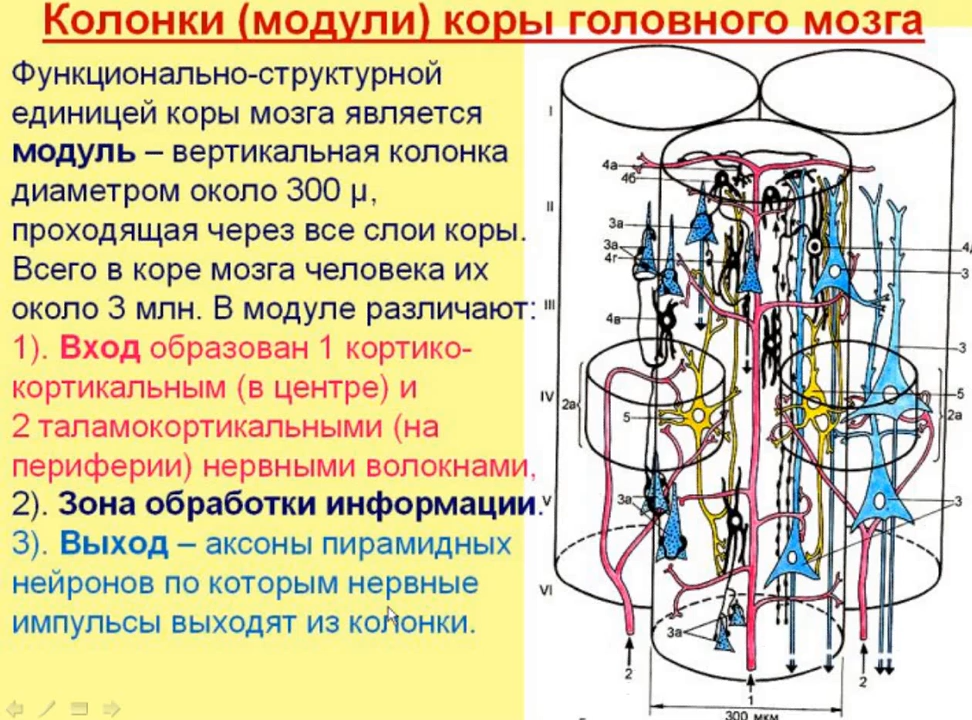 Колонки (модули) коры головного мозга
Функционально-структурной
единицей коры мозга является
модуль – вертикальная колонка
диаметром около 300 μ,
проходящая через все слои коры.
Всего в коре мозга человека их
около 3 млн. В модуле различают:
1). Вход образован 1 кортико-
кортикальным (в центре) и
2 таламокортикальными (на
периферии) нервными волокнами,
2). Зона обработки информации.
3). Выход – аксоны пирамидных
нейронов по которым нервные
импульсы выходят из колонки.
I
4а
4б
II
3а
3а
4г
3
III
4в
3
IV
2а
5
5
2а
V
3а
3
VI
3а
2
1
2
300 мкм